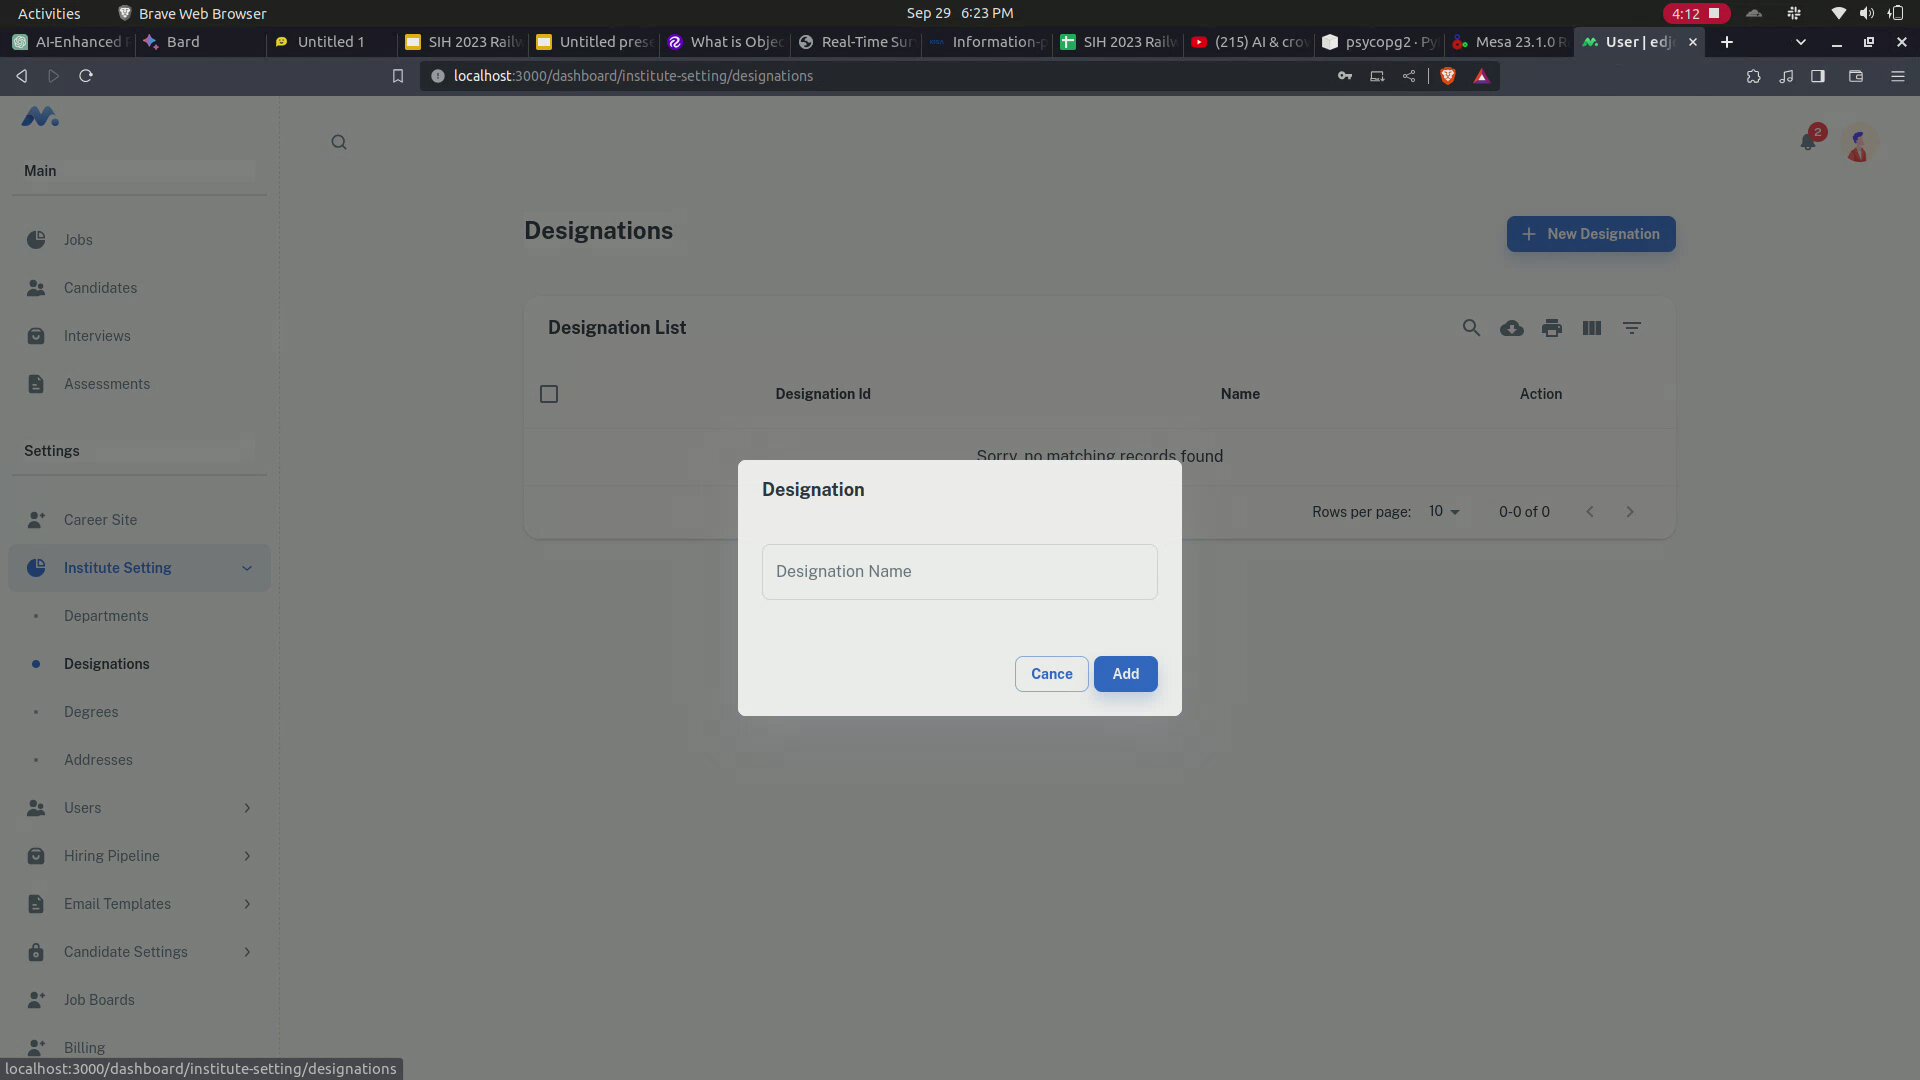 Activities
Brave Web Browser
Sep 29 6:23 PM
4:12
AI-Enhanced
Bard
Untitled 1
SIH 2023 Railw
Untitled prese
What is Objec
Real-Time Sur
Information-p
SIH 2023 Railw
(215) AI & crow
psycopg2 · Py
Mesa 23.1.0 R
User | edjo
localhost:3000/dashboard/institute-setting/designations
Main
2
Jobs
Candidates
Interviews
Assessments
Settings
Career Site
Institute Setting
Departments
Designations
Degrees
Addresses
Users
Hiring Pipeline
Email Templates
Candidate Settings
Job Boards
Billing
Designations
New Designation
Designation List
Designation Id
Name
Action
Sorry, no matching records found
Rows per page:
10
0-0 of 0
Designation
Designation Name
Cance
Add
localhost:3000/dashboard/institute-setting/designations